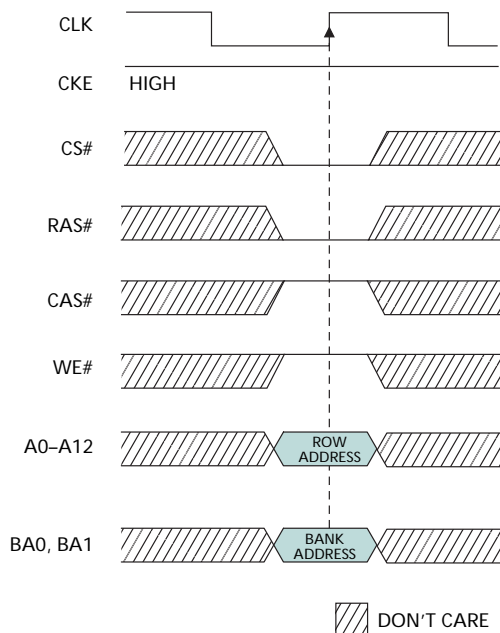 CLK
CKE HIGH
CS#
RAS#
CAS#
WE#
A0–A12 ROW ADDRESS
BA0, BA1 BANK ADDRESS
DON'T CARE